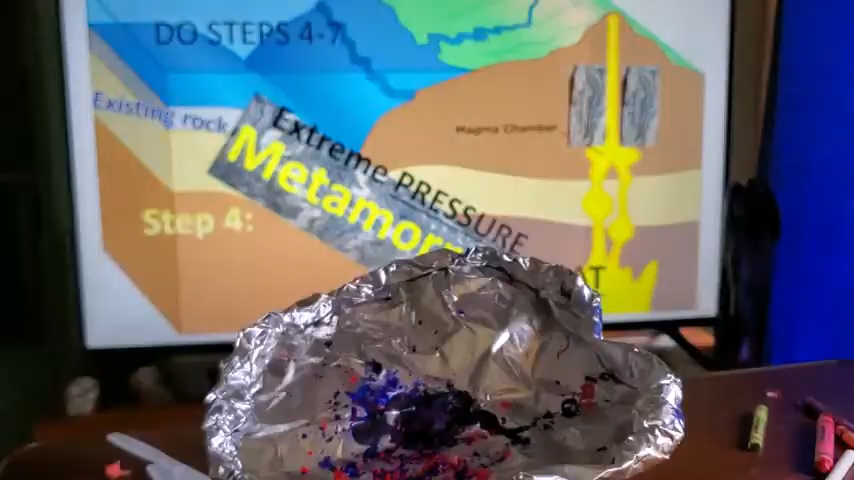 DO STEPS 4-7
Existing rock
Extreme PRESSURE
Metamor
Magma Chamber
Step 4:
AT